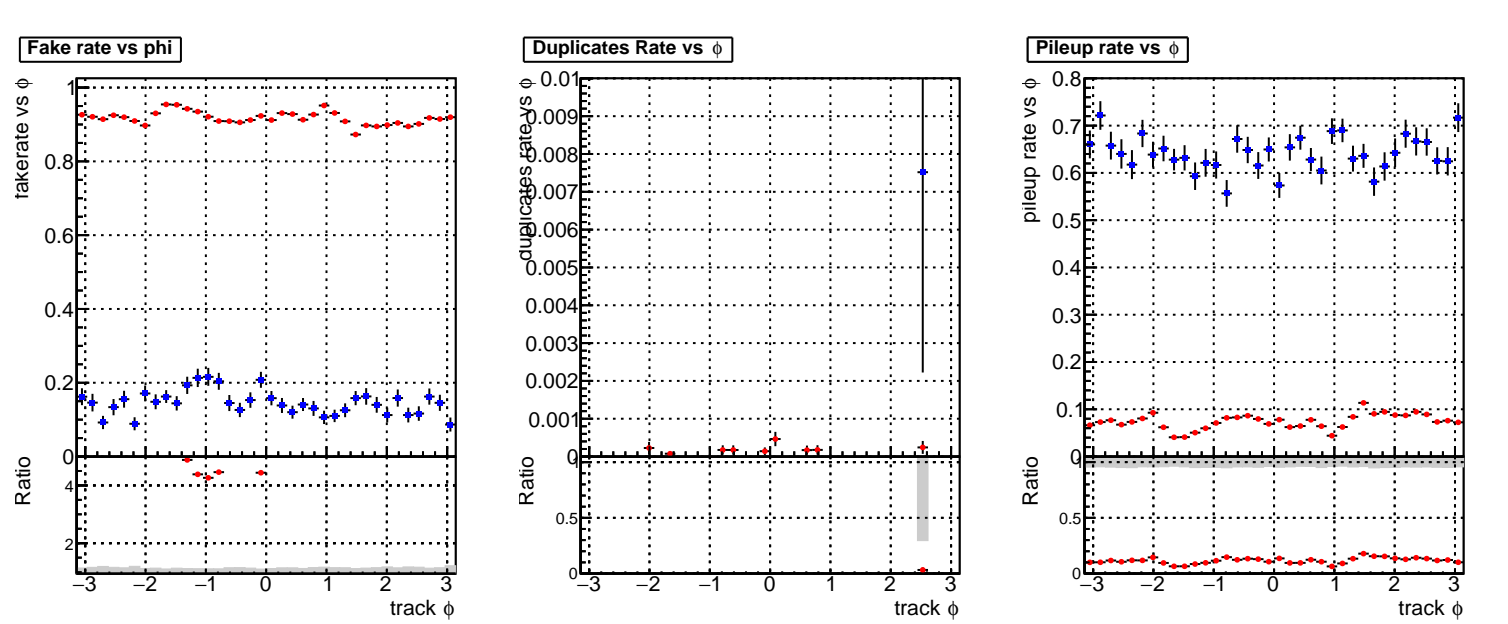 Fake rate vs phi
fakerate vs ϕ
1
0.8
0.6
0.4
0.2
0
Ratio
4
2
−3 −2 −1 0 1 2 3
track ϕ
Duplicates Rate vs ϕ
duplicates rate vs ϕ
0.01
0.009
0.008
0.007
0.006
0.005
0.004
0.003
0.002
0.001
0
Ratio
0.5
0
−3 −2 −1 0 1 2 3
track ϕ
Pileup rate vs ϕ
pileup rate vs ϕ
0.8
0.7
0.6
0.5
0.4
0.3
0.2
0.1
0
Ratio
0.5
0
−3 −2 −1 0 1 2 3
track ϕ